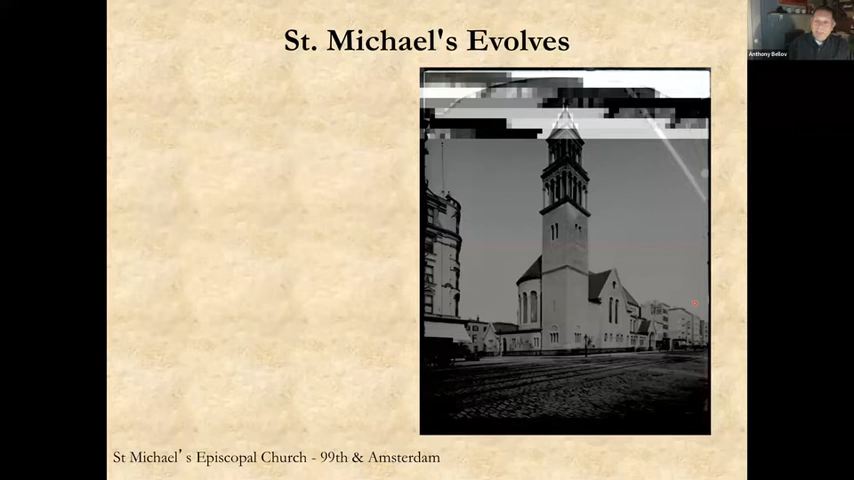 St. Michael's Evolves
Anthony Bellov
St Michael’s Episcopal Church - 99th & Amsterdam